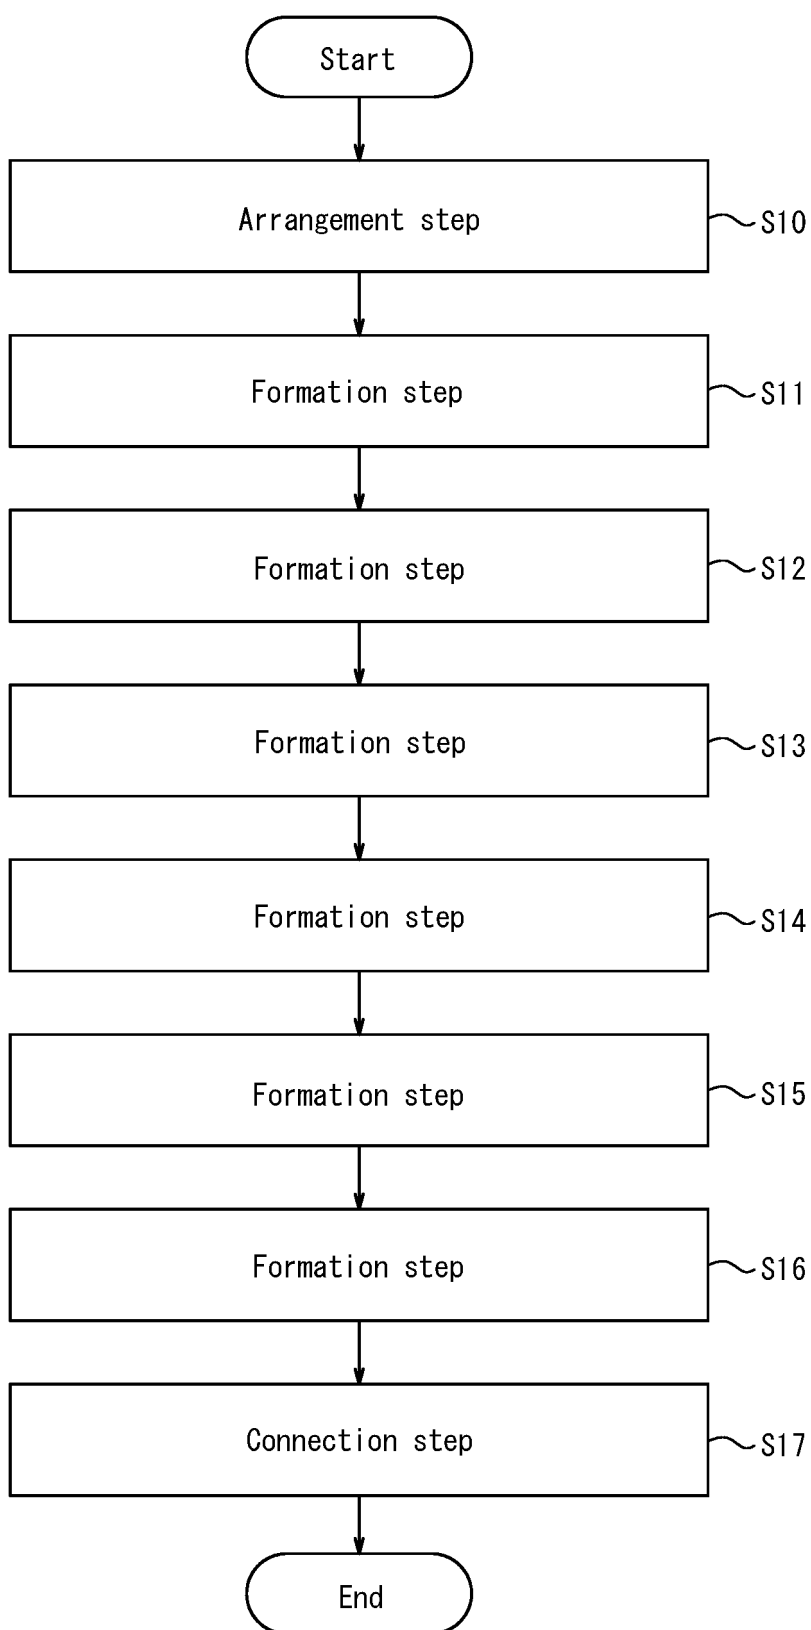 Start
Arrangement step
S10
Formation step
S11
Formation step
S12
Formation step
S13
Formation step
S14
Formation step
S15
Formation step
S16
Connection step
S17
End